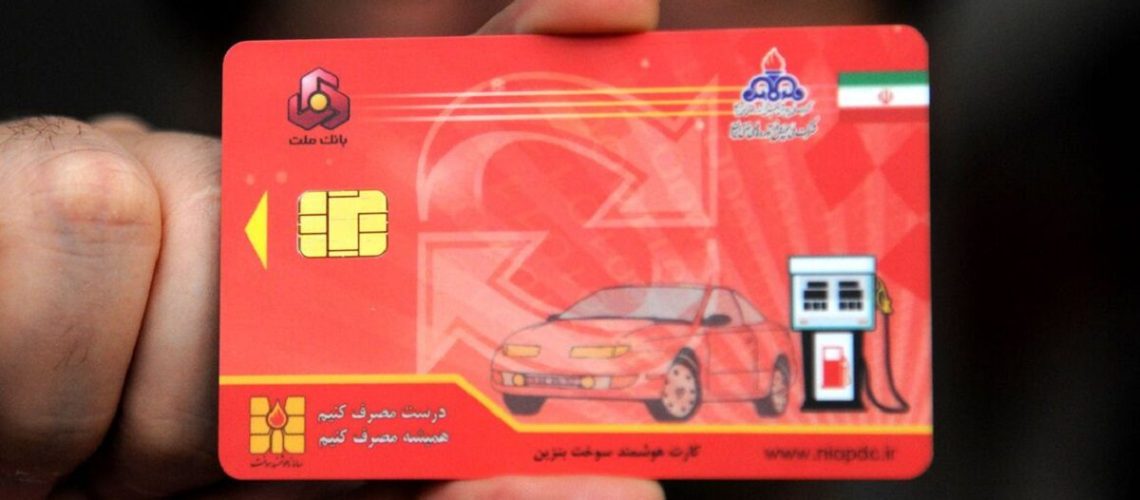 بانک ملت
درست مصرف کنیم
همیشه مصرف کنیم
کارت هوشمند سوخت بنزین
www.niopdc.ir